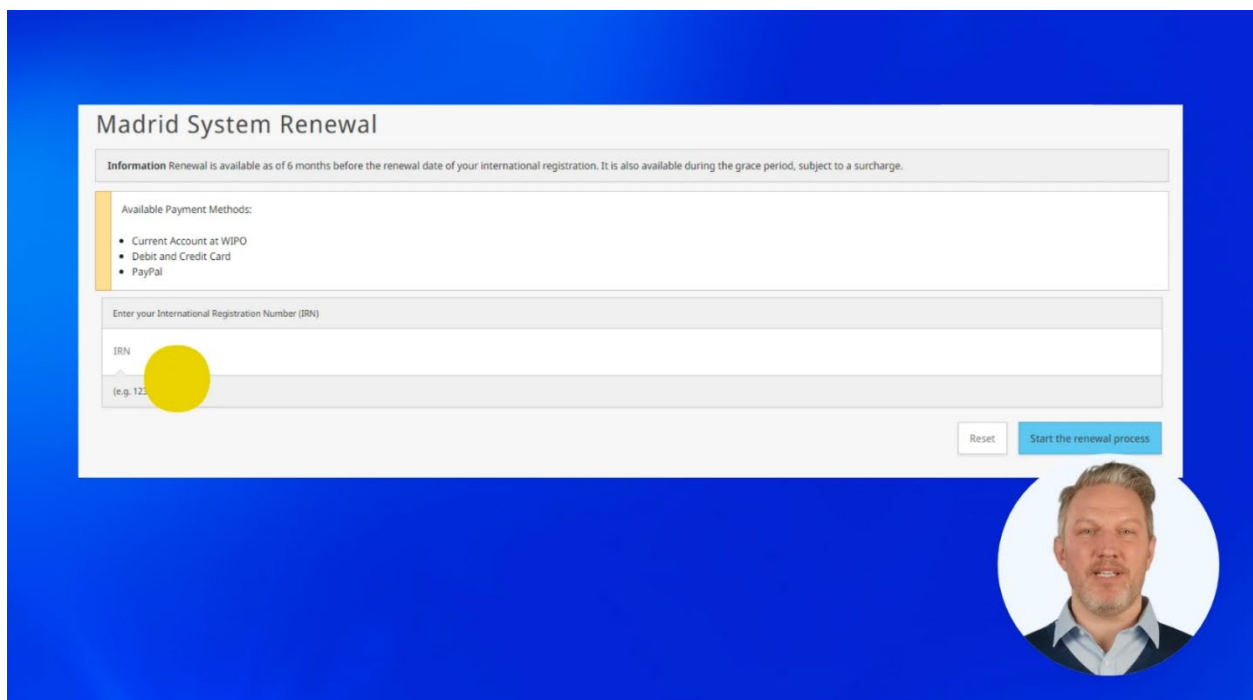 Madrid System Renewal
Information Renewal is available as of 6 months before the renewal date of your international registration. It is also available during the grace period, subject to a surcharge.
Available Payment Methods:
• Current Account at WIPO
• Debit and Credit Card
• PayPal
Enter your International Registration Number (IRN)
IRN
(e.g. 123
Reset
Start the renewal process